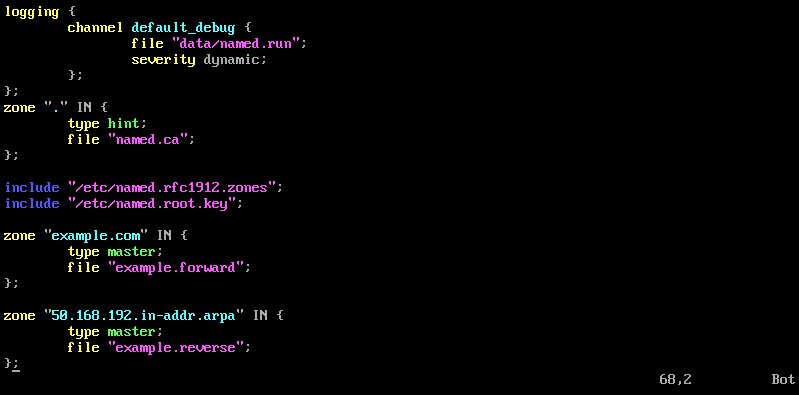 logging {
        channel default_debug {
                file "data/named.run";
                severity dynamic;
        };
};
zone "." IN {
        type hint;
        file "named.ca";
};
include "/etc/named.rfc1912.zones";
include "/etc/named.root.key";
zone "example.com" IN {
        type master;
        file "example.forward";
};
zone "50.168.192.in-addr.arpa" IN {
        type master;
        file "example.reverse";
};
68,2 Bot